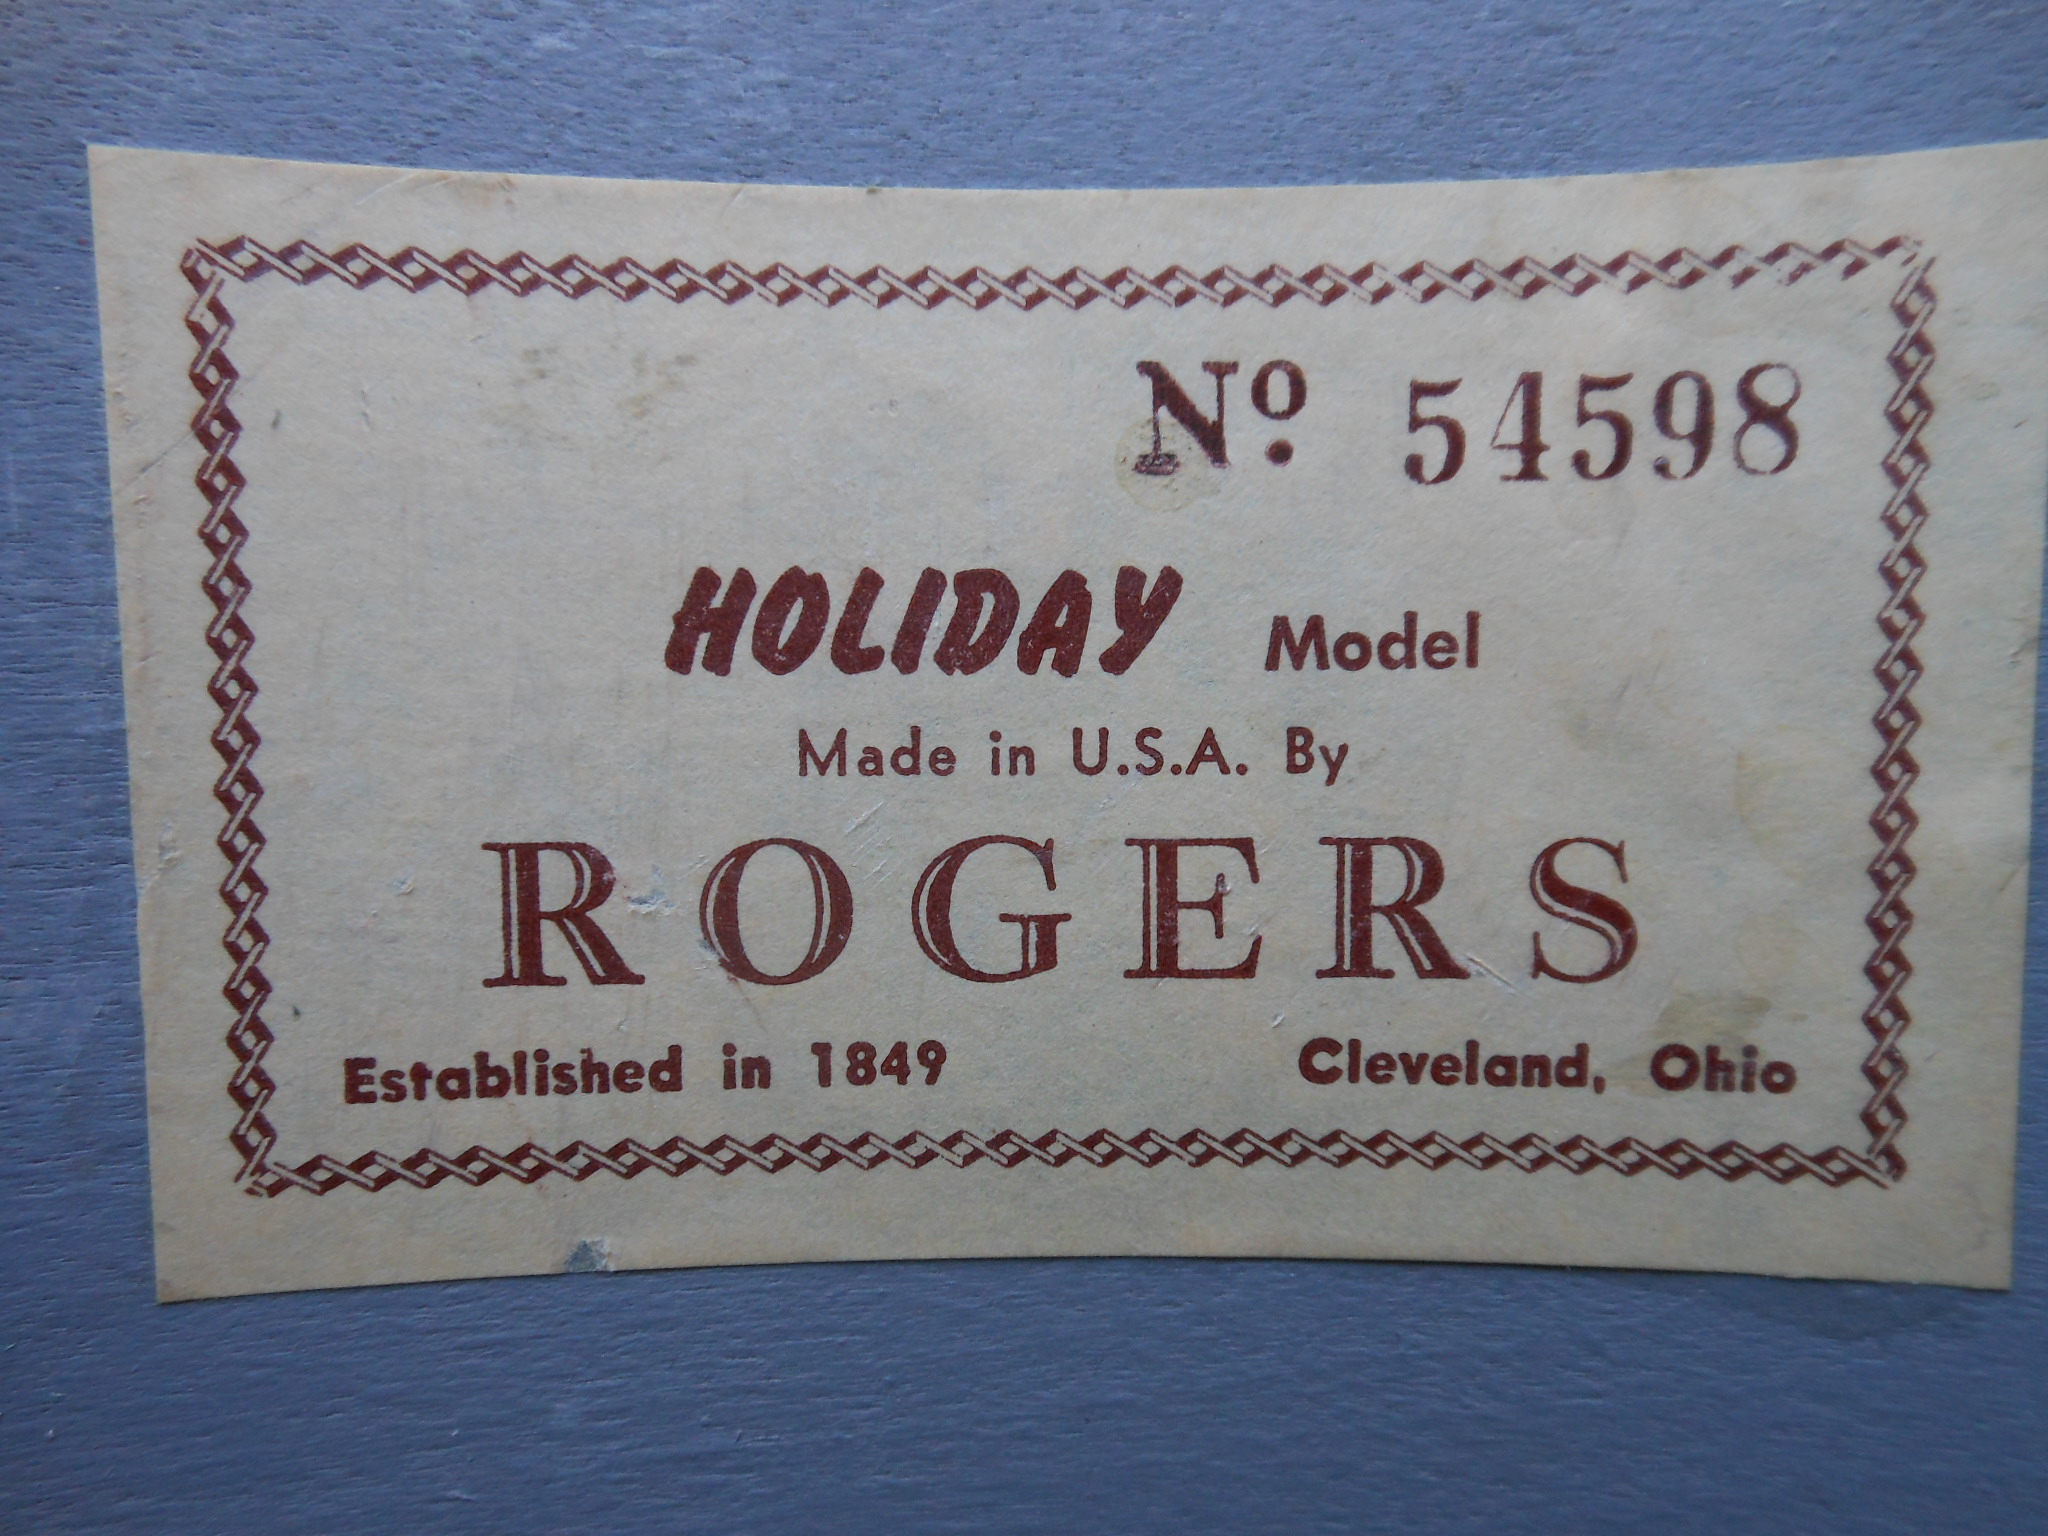 Nº 54598
HOLIDAY Model
Made in U.S.A. By
ROGERS
Established in 1849 Cleveland, Ohio